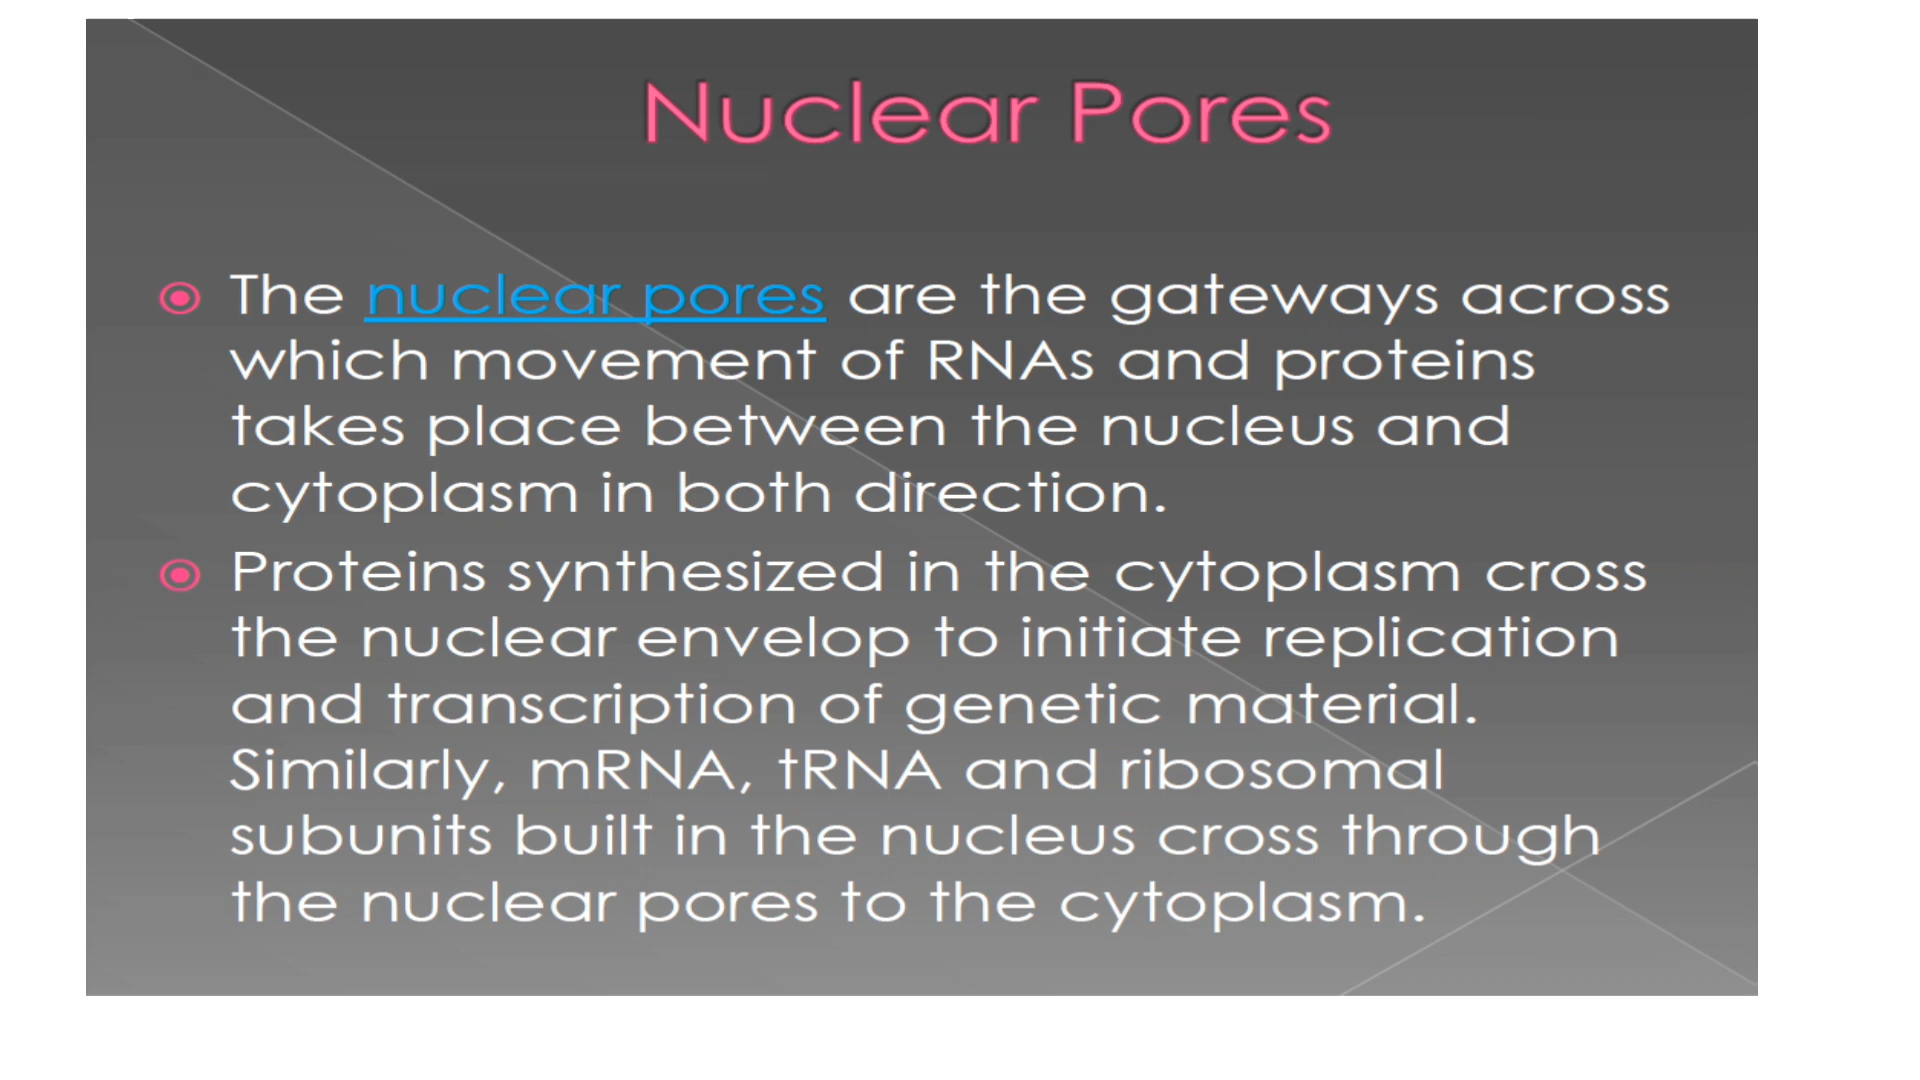 Nuclear Pores
The nuclear pores are the gateways across
which movement of RNAs and proteins
takes place between the nucleus and
cytoplasm in both direction.
Proteins synthesized in the cytoplasm cross
the nuclear envelop to initiate replication
and transcription of genetic material.
Similarly, mRNA, tRNA and ribosomal
subunits built in the nucleus cross through
the nuclear pores to the cytoplasm.